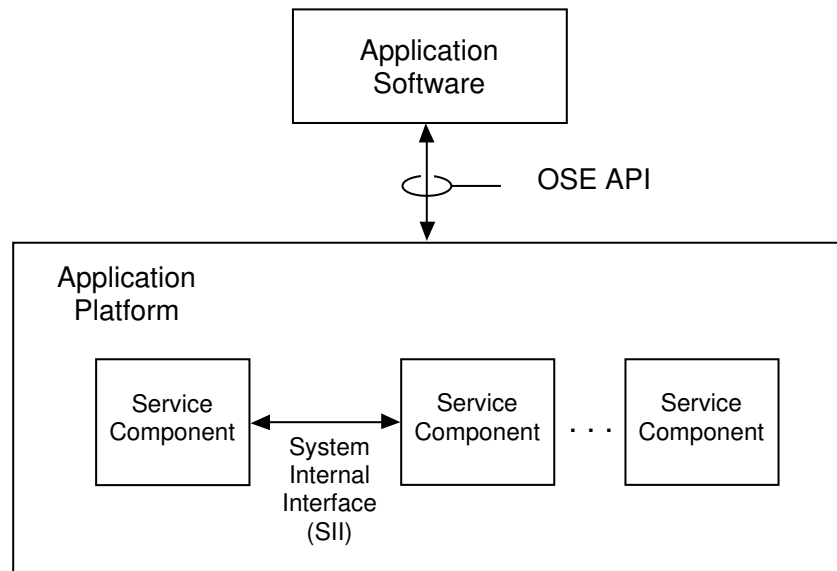 Application
Software
OSE API
Application
Platform
Service
Component
System
Internal
Interface
(SII)
Service
Component
. . .
Service
Component